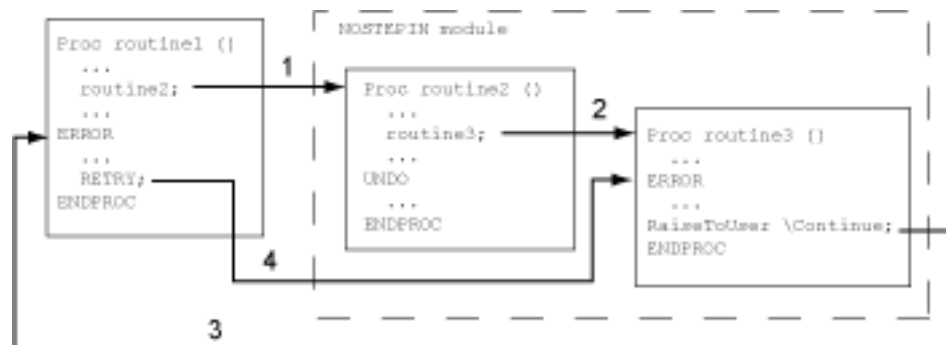 Proc routine1 ()
...
routine2;
...
ERROR
...
RETRY;
ENDPROC
1
NOSTEPIN module
Proc routine2 ()
...
routine3;
...
UNDO
...
ENDPROC
2
Proc routine3 ()
...
ERROR
...
RaiseToUser \Continue;
ENDPROC
4
3